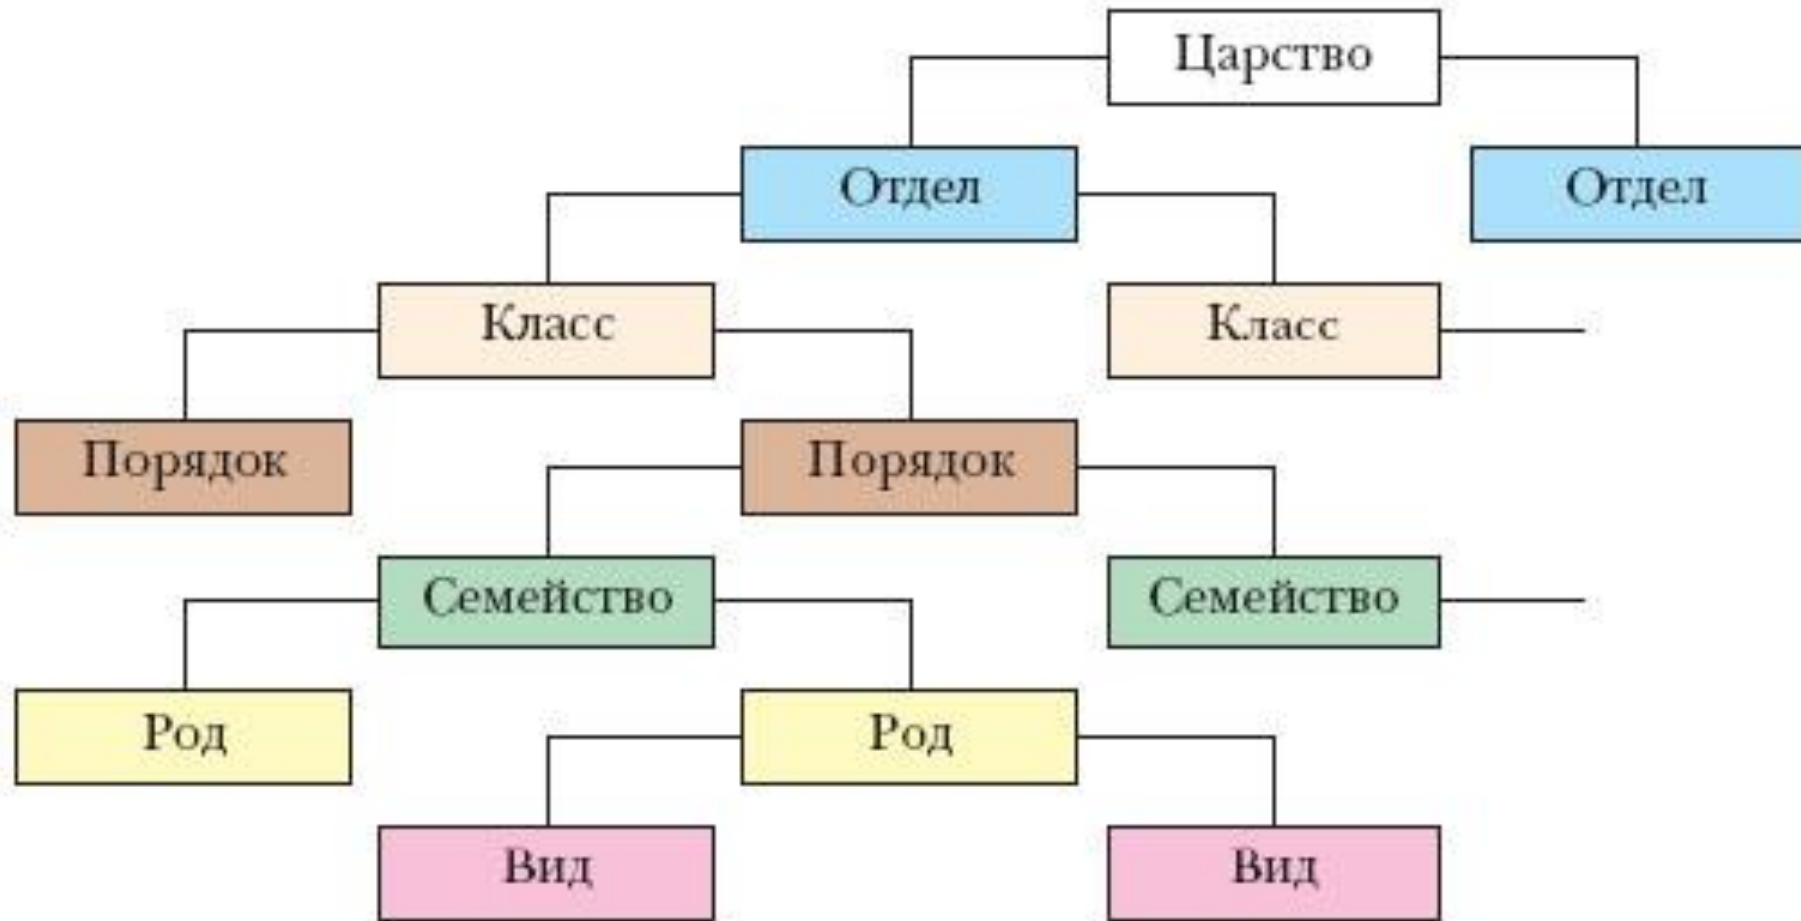 Царство
Отдел Отдел
Класс Класс
Порядок Порядок
Семейство Семейство
Род Род
Вид Вид